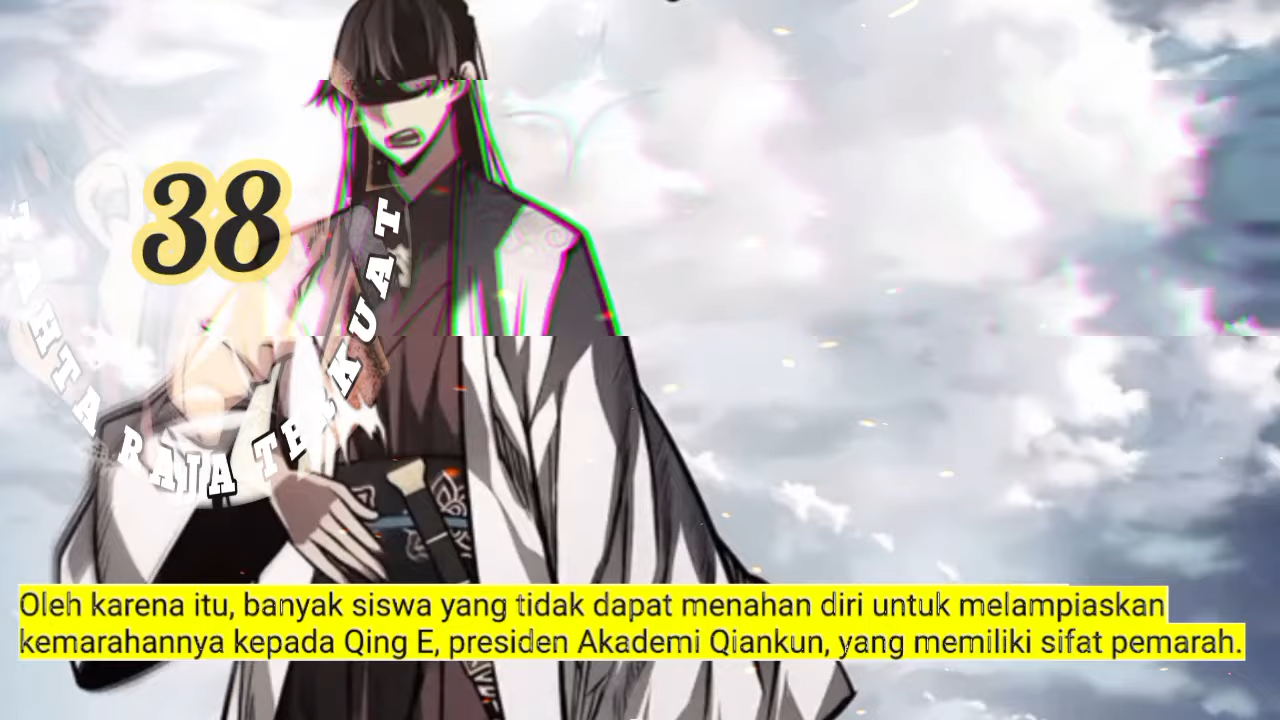 38
TAHTA RAJA TERKUAT
Oleh karena itu, banyak siswa yang tidak dapat menahan diri untuk melampiaskan
kemarahannya kepada Qing E, presiden Akademi Qiankun, yang memiliki sifat pemarah.